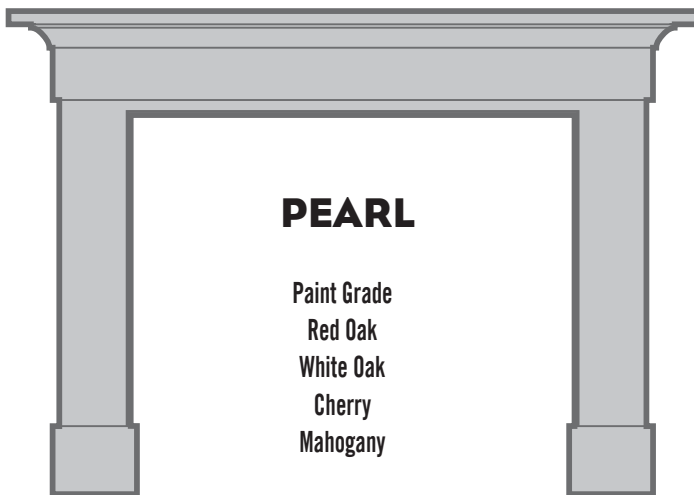 PEARL
Paint Grade
Red Oak
White Oak
Cherry
Mahogany